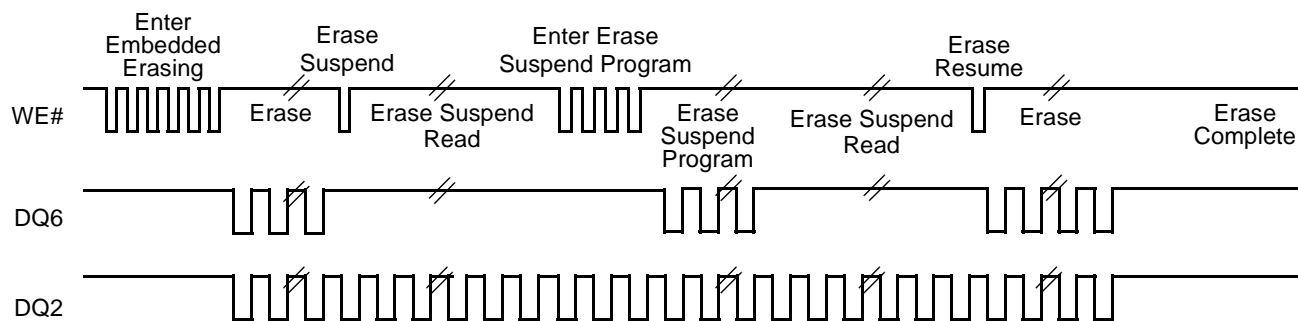 Enter
Embedded
Erasing
Erase
Suspend
Enter Erase
Suspend Program
Erase
Resume
WE#
Erase
Erase Suspend
Read
Erase
Suspend
Program
Erase Suspend
Read
Erase
Erase
Complete
DQ6
DQ2